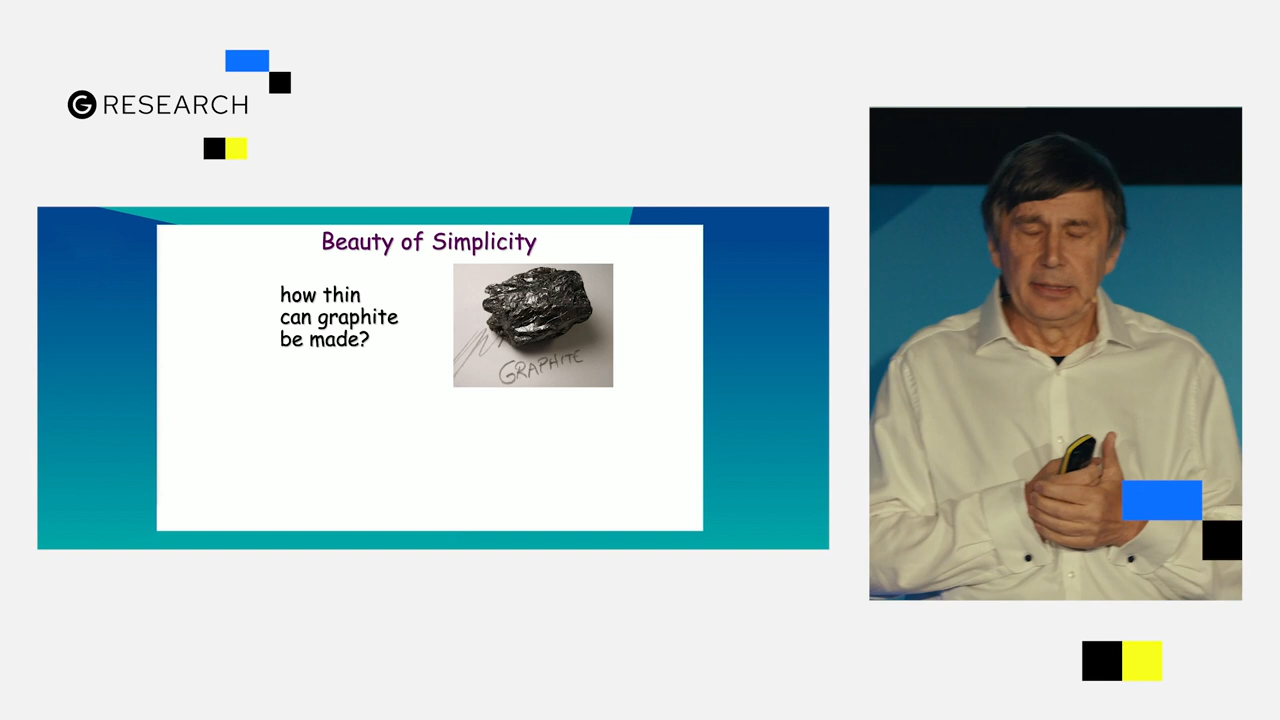 G RESEARCH
Beauty of Simplicity
how thin
can graphite
be made?
GRAPHITE